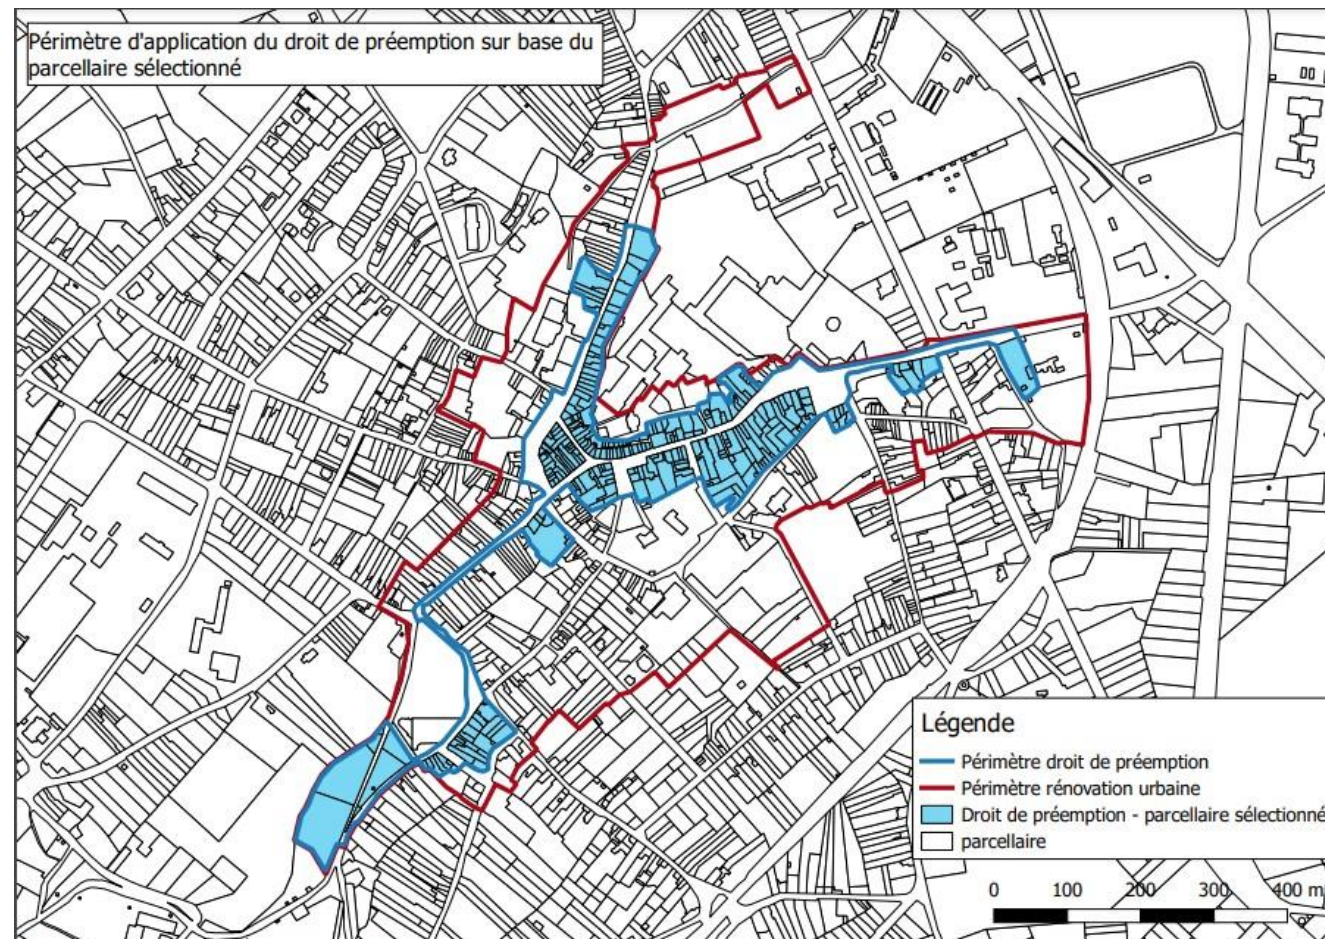 Périmètre d'application du droit de préemption sur base du
parcellaire sélectionné
Légende
Périmètre droit de préemption
Périmètre rénovation urbaine
Droit de préemption - parcellaire sélectionné
parcellaire
0 100 200 300 400 m